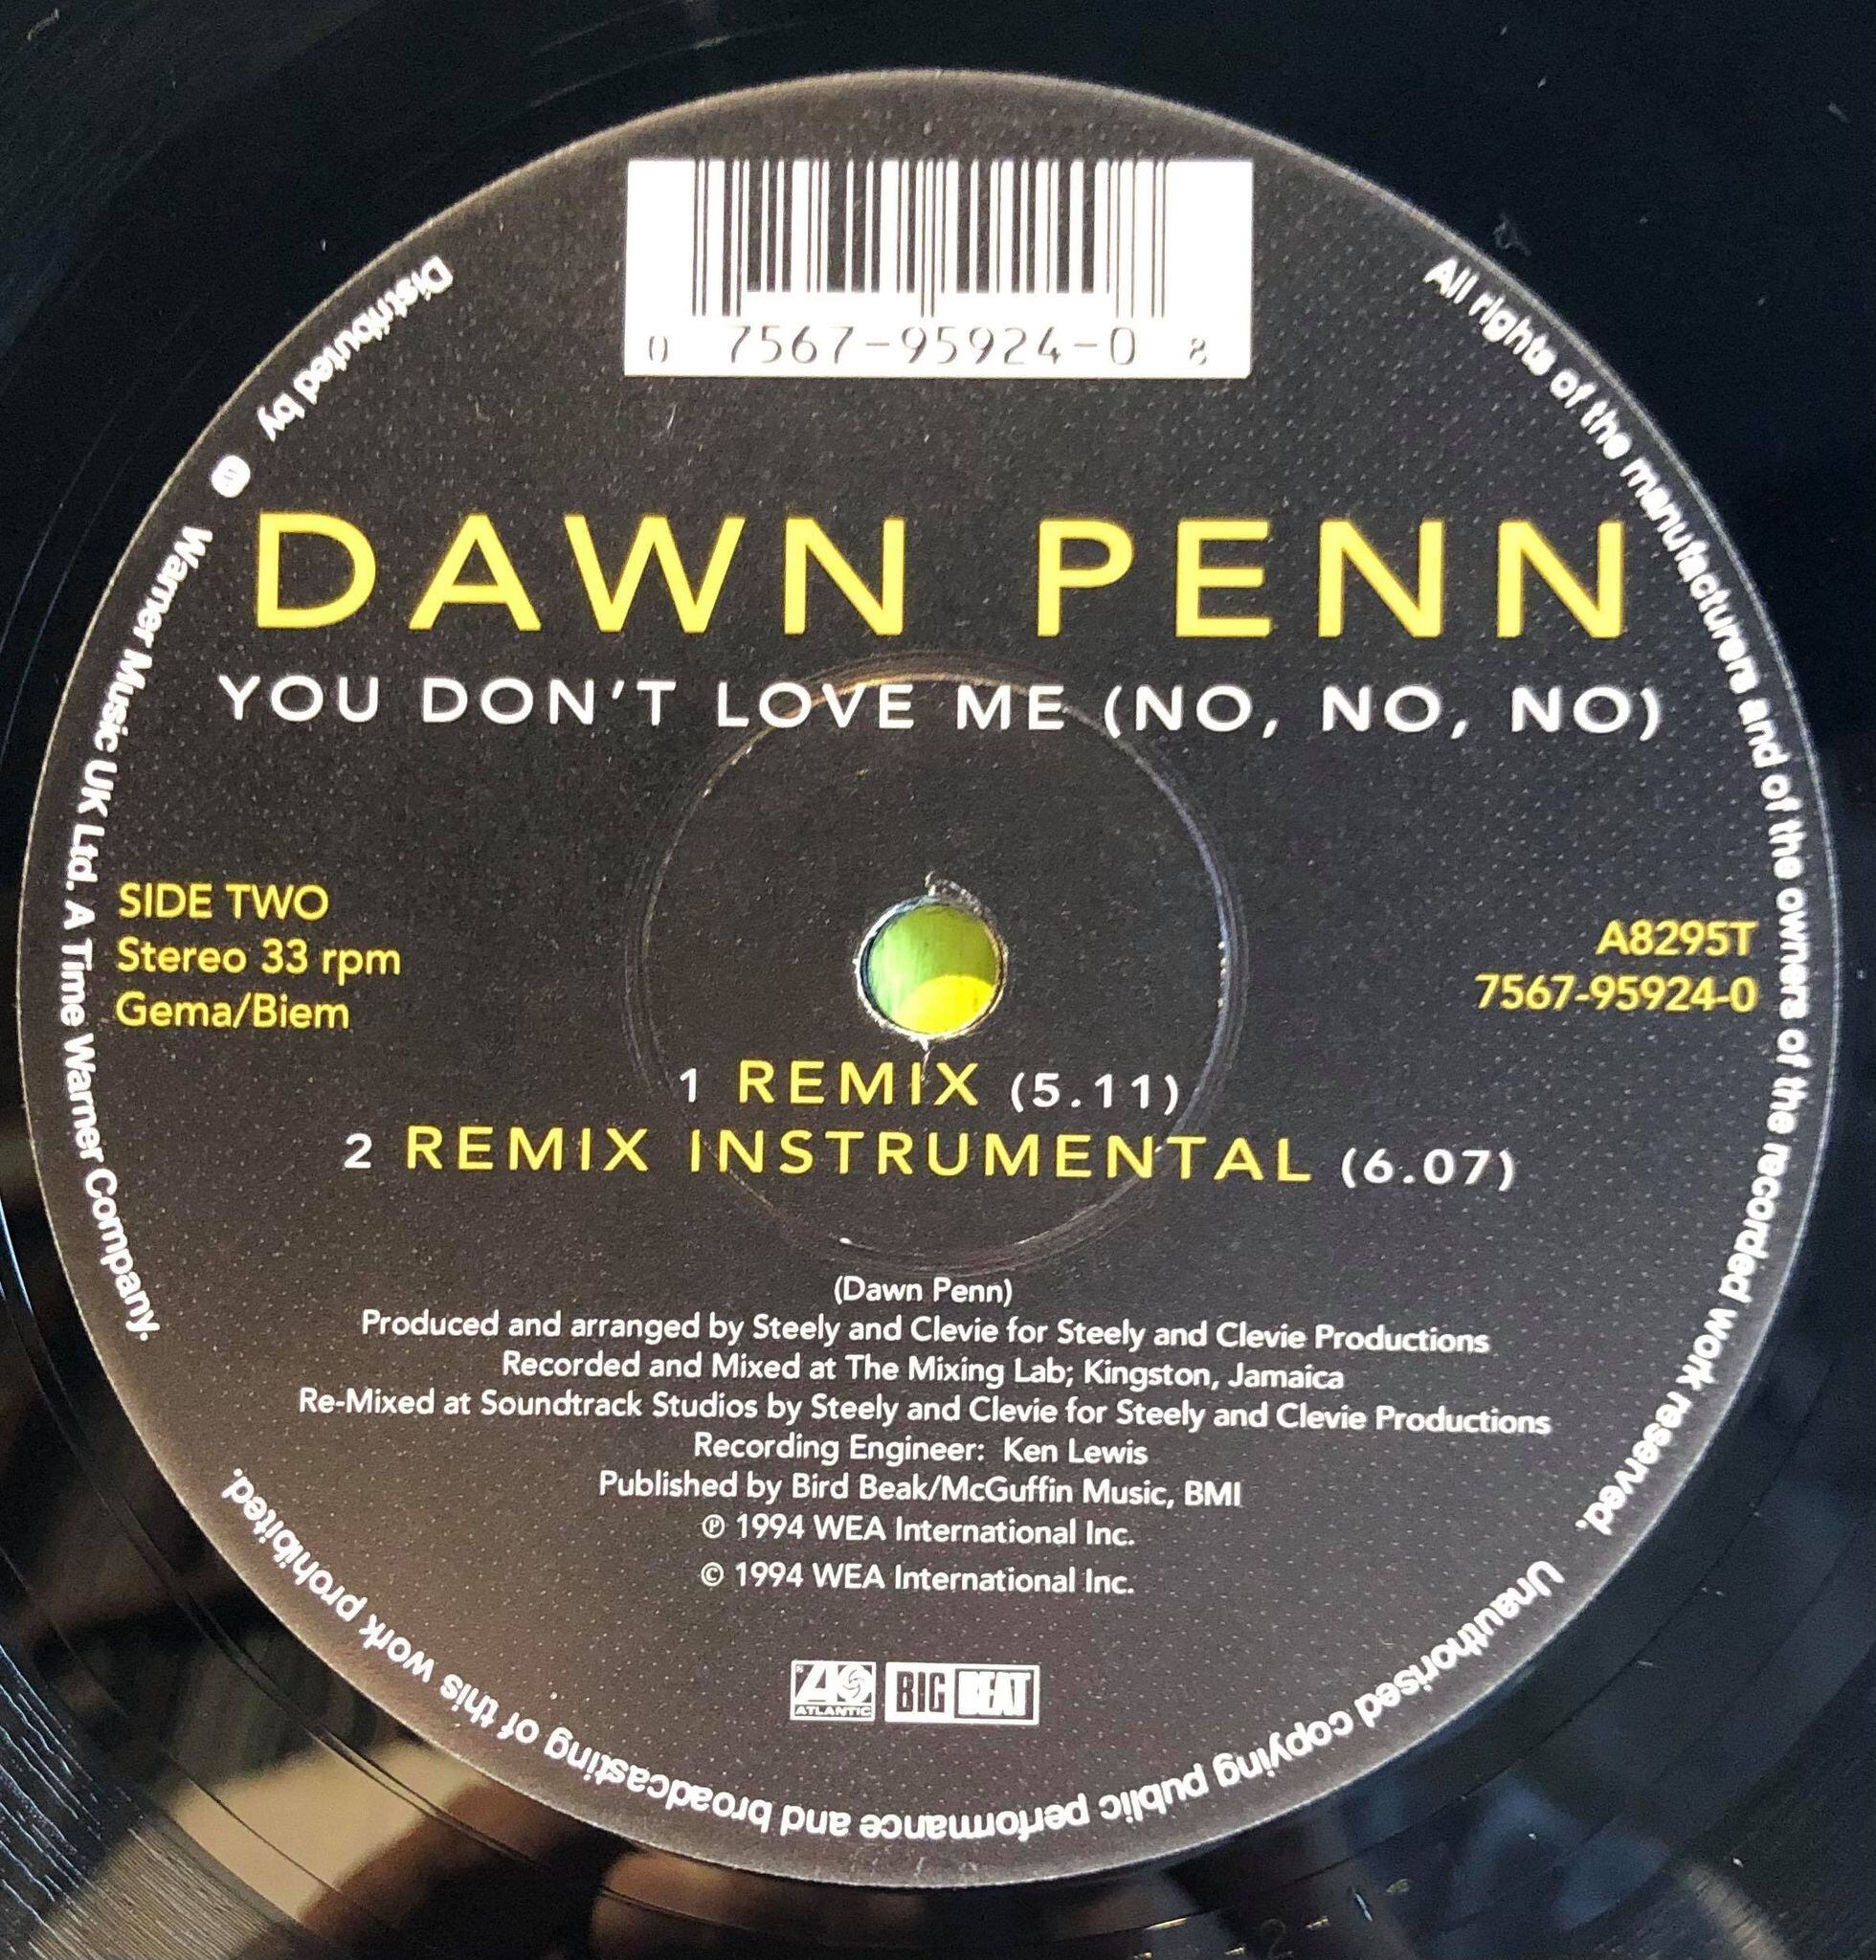 0 7567-95924-0 8
DAWN PENN
YOU DON'T LOVE ME (NO, NO, NO)
SIDE TWO
Stereo 33 rpm
Gema/Biem
A8295T
7567-95924-0
1 REMIX (5.11)
2 REMIX INSTRUMENTAL (6.07)
(Dawn Penn)
Produced and arranged by Steely and Clevie for Steely and Clevie Productions
Recorded and Mixed at The Mixing Lab; Kingston, Jamaica
Re-Mixed at Soundtrack Studios by Steely and Clevie for Steely and Clevie Productions
Recording Engineer: Ken Lewis
Published by Bird Beak/McGuffin Music, BMI
℗ 1994 WEA International Inc.
© 1994 WEA International Inc.
ATLANTIC
BIG BEAT
All rights of the manufacturers and of the owners of the recorded work reserved.
Unauthorised copying public performance and broadcasting of this work prohibited.
Distributed by Warner Music UK Ltd. A Time Warner Company.